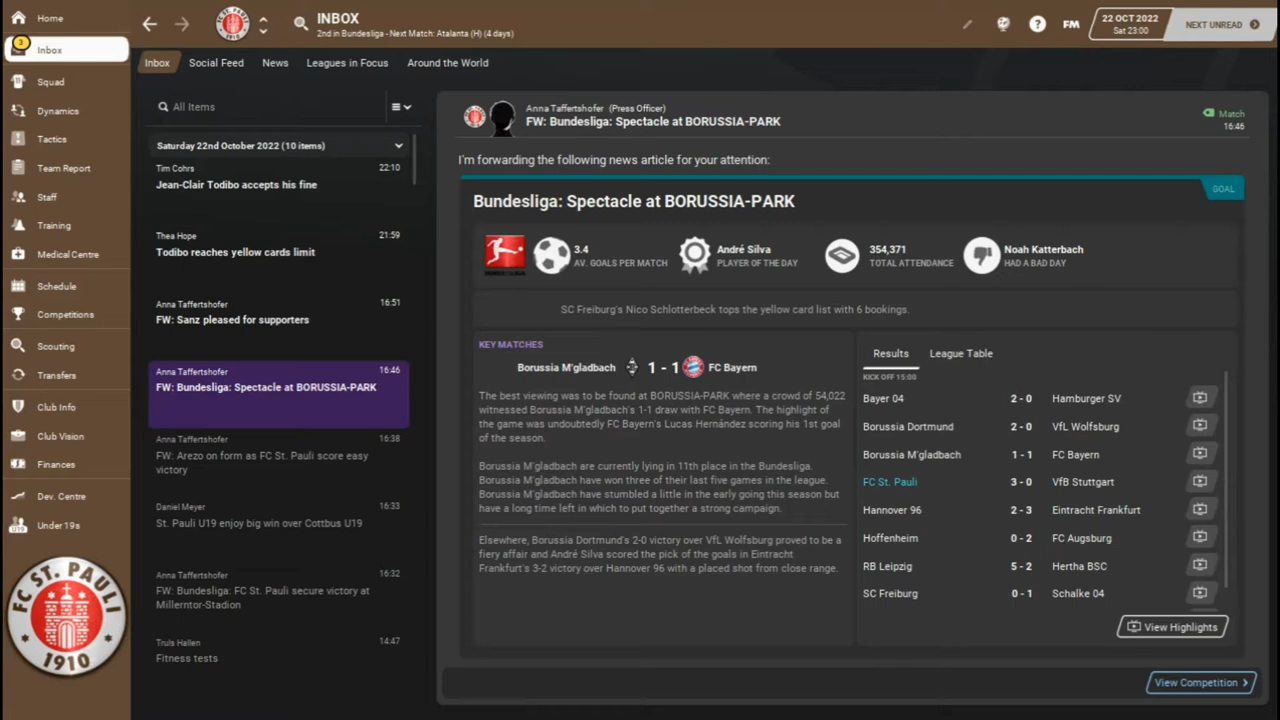 Home
INBOX
2nd in Bundesliga - Next Match: Atalanta (H) (4 days)
FM
22 OCT 2022
Sat 23:00
NEXT UNREAD
3
Inbox
Squad
Dynamics
Tactics
Team Report
Staff
Training
Medical Centre
Schedule
Competitions
Scouting
Transfers
Club Info
Club Vision
Finances
Dev. Centre
Under 19s
FC ST. PAULI
1910
Inbox
Social Feed
News
Leagues in Focus
Around the World
All Items
Saturday 22nd October 2022 (10 items)
Tim Cohrs
22:10
Jean-Clair Todibo accepts his fine
Thea Hope
21:59
Todibo reaches yellow cards limit
Anna Taffertshofer
16:51
FW: Sanz pleased for supporters
Anna Taffertshofer
16:46
FW: Bundesliga: Spectacle at BORUSSIA-PARK
Anna Taffertshofer
16:38
FW: Arezo on form as FC St. Pauli score easy
victory
Daniel Meyer
16:33
St. Pauli U19 enjoy big win over Cottbus U19
Anna Taffertshofer
16:32
FW: Bundesliga: FC St. Pauli secure victory at
Millerntor-Stadion
Truls Hallen
14:47
Fitness tests
Anna Taffertshofer (Press Officer)
FW: Bundesliga: Spectacle at BORUSSIA-PARK
Match
16:46
I'm forwarding the following news article for your attention:
GOAL
Bundesliga: Spectacle at BORUSSIA-PARK
3.4
AV. GOALS PER MATCH
André Silva
PLAYER OF THE DAY
354,371
TOTAL ATTENDANCE
Noah Katterbach
HAD A BAD DAY
SC Freiburg's Nico Schlotterbeck tops the yellow card list with 6 bookings.
KEY MATCHES
Borussia M'gladbach 1 - 1 FC Bayern
The best viewing was to be found at BORUSSIA-PARK where a crowd of 54,022
witnessed Borussia M'gladbach's 1-1 draw with FC Bayern. The highlight of
the game was undoubtedly FC Bayern's Lucas Hernández scoring his 1st goal
of the season.
Borussia M'gladbach are currently lying in 11th place in the Bundesliga.
Borussia M'gladbach have won three of their last five games in the league.
Borussia M'gladbach have stumbled a little in the early going this season but
have a long time left in which to put together a strong campaign.
Elsewhere, Borussia Dortmund's 2-0 victory over VfL Wolfsburg proved to be a
fiery affair and André Silva scored the pick of the goals in Eintracht
Frankfurt's 3-2 victory over Hannover 96 with a placed shot from close range.
Results
League Table
KICK OFF 15:00
Bayer 04 2 - 0 Hamburger SV
Borussia Dortmund 2 - 0 VfL Wolfsburg
Borussia M'gladbach 1 - 1 FC Bayern
FC St. Pauli 3 - 0 VfB Stuttgart
Hannover 96 2 - 3 Eintracht Frankfurt
Hoffenheim 0 - 2 FC Augsburg
RB Leipzig 5 - 2 Hertha BSC
SC Freiburg 0 - 1 Schalke 04
View Highlights
View Competition